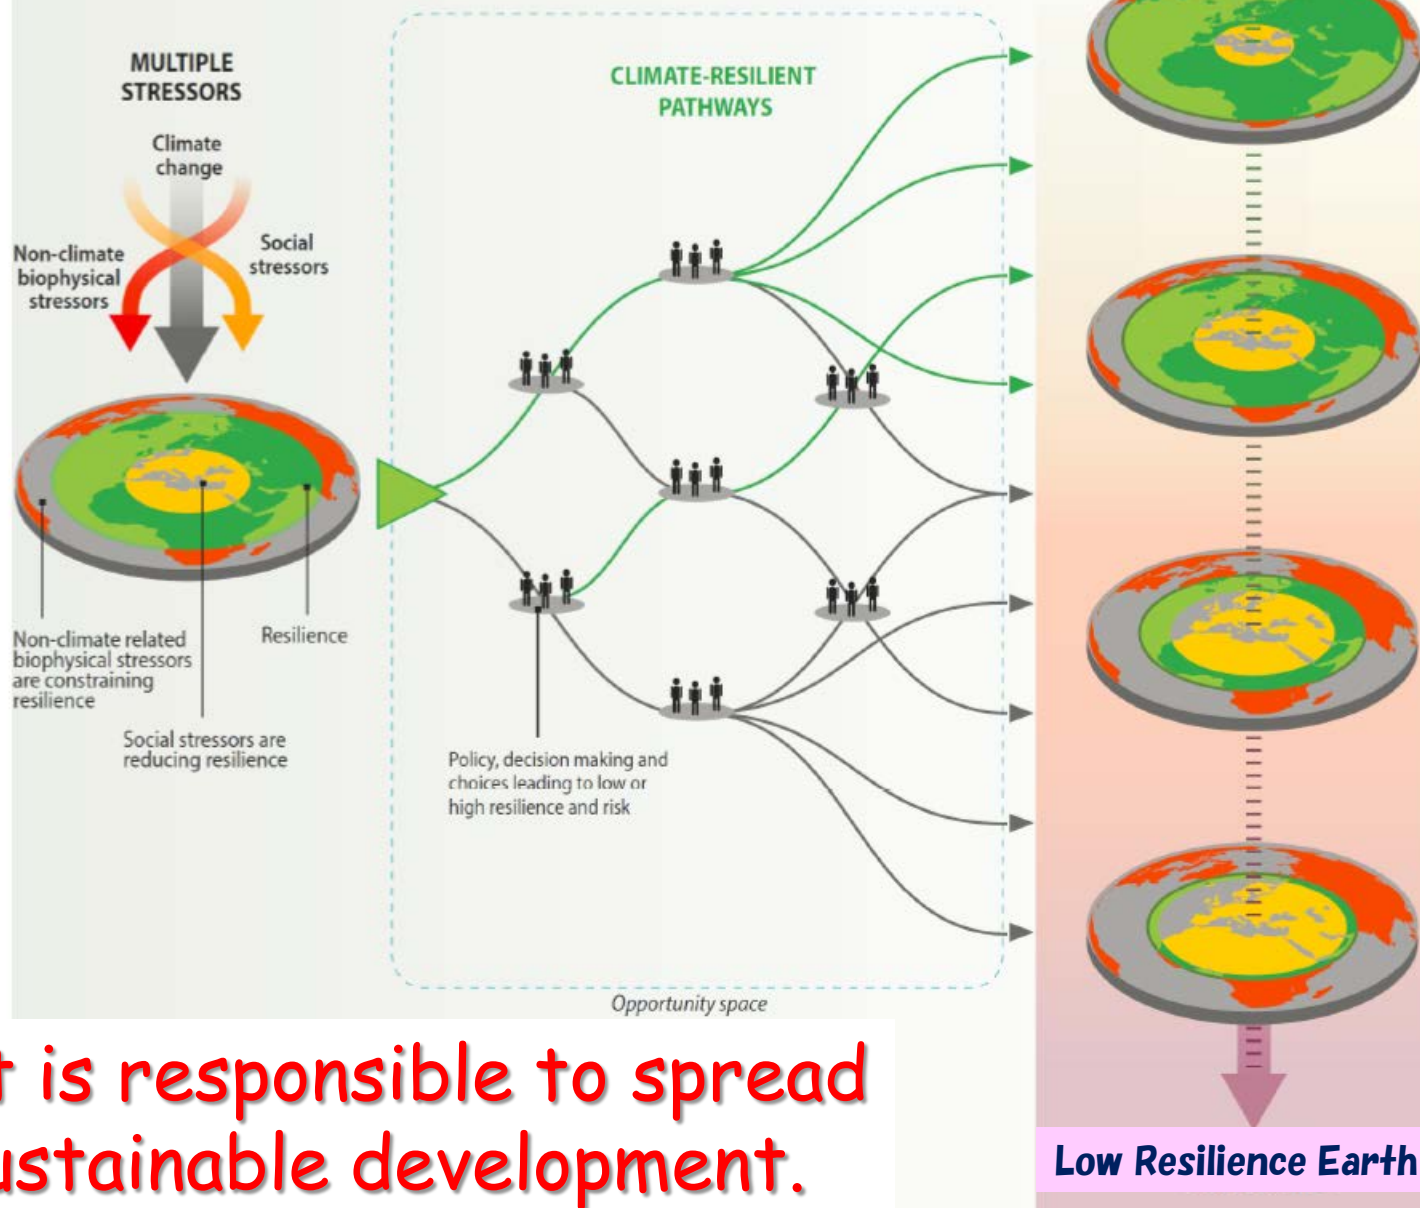 MULTIPLE
STRESSORS
Climate
change
Non-climate
biophysical
stressors
Social
stressors
CLIMATE-RESILIENT
PATHWAYS
Non-climate related
biophysical stressors
are constraining
resilience
Social stressors are
reducing resilience
Resilience
Policy, decision making and
choices leading to low or
high resilience and risk
Opportunity space
t is responsible to spread
ustainable development.
Low Resilience Earth